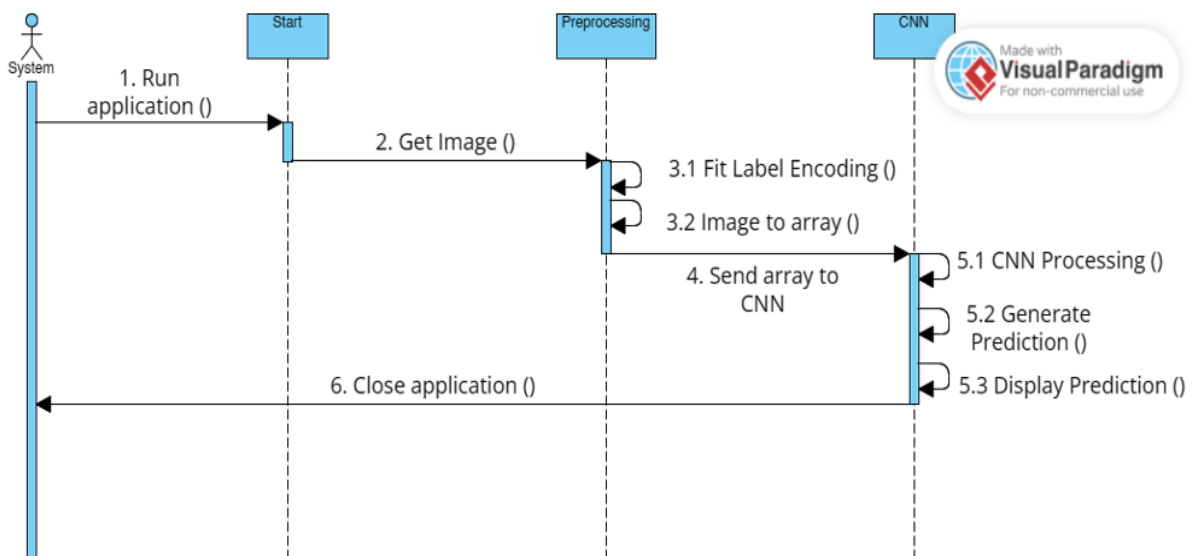 Start
Preprocessing
CNN
System
Made with
Visual Paradigm
For non-commercial use
1. Run
application ()
2. Get Image ()
3.1 Fit Label Encoding ()
3.2 Image to array ()
4. Send array to
CNN
5.1 CNN Processing ()
5.2 Generate
Prediction ()
5.3 Display Prediction ()
6. Close application ()